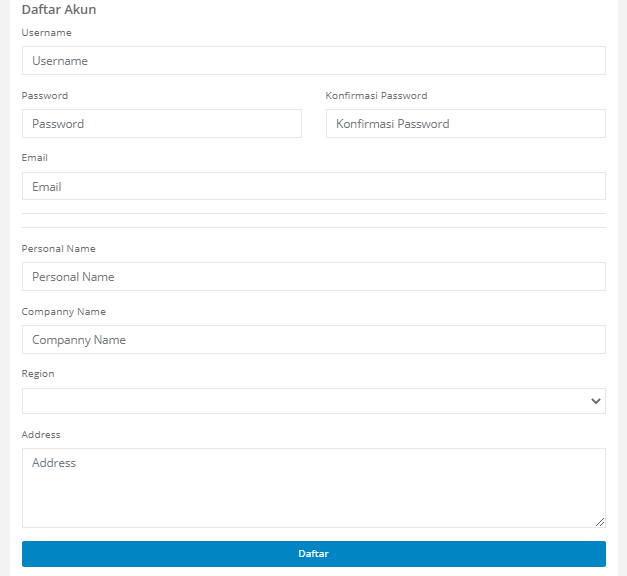 Daftar Akun
Username
Username
Password Konfirmasi Password
Password Konfirmasi Password
Email
Email
Personal Name
Personal Name
Companny Name
Companny Name
Region
Address
Address
Daftar